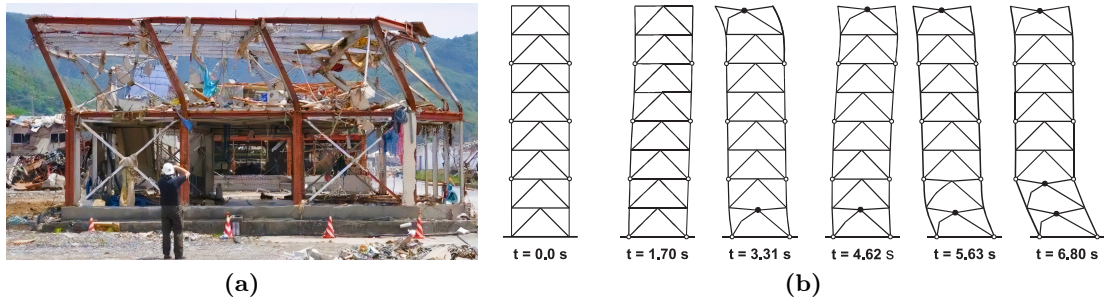 t = 0.0 s
t = 1.70 s
t = 3.31 s
t = 4.62 s
t = 5.63 s
t = 6.80 s
(a)
(b)